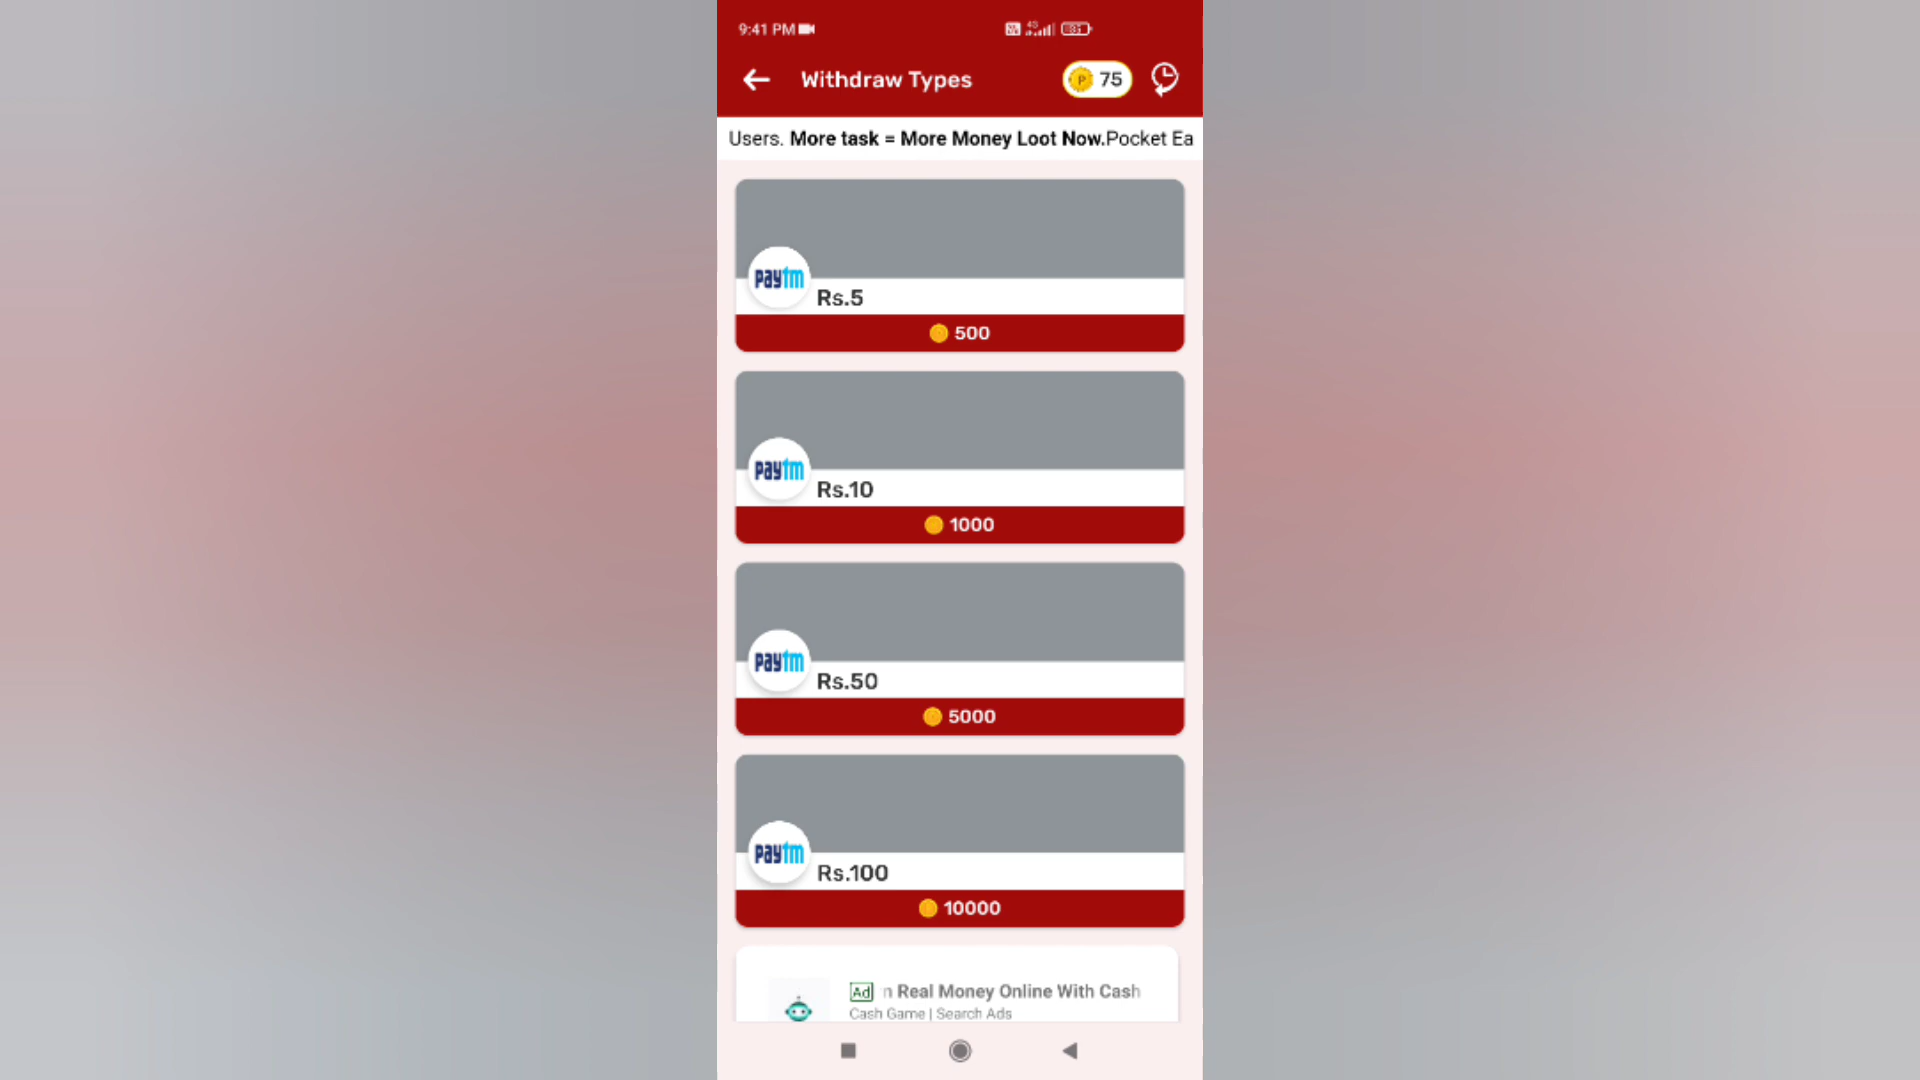 9:41 PM
4G
Withdraw Types
P 75
Users. More task = More Money Loot Now.Pocket Ea
paytm
Rs.5
500
paytm
Rs.10
1000
paytm
Rs.50
5000
paytm
Rs.100
10000
Ad n Real Money Online With Cash
Cash Game | Search Ads